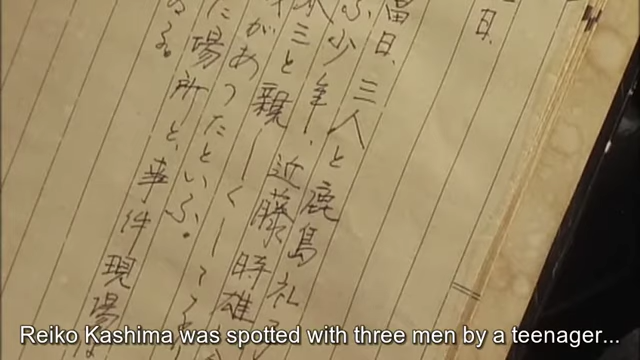 日
當日、三人と鹿島礼
ふ少年、近藤時雄
三と親しくして
があつたといふ。
た場所と、事件現場
ゐる。
Reiko Kashima was spotted with three men by a teenager...